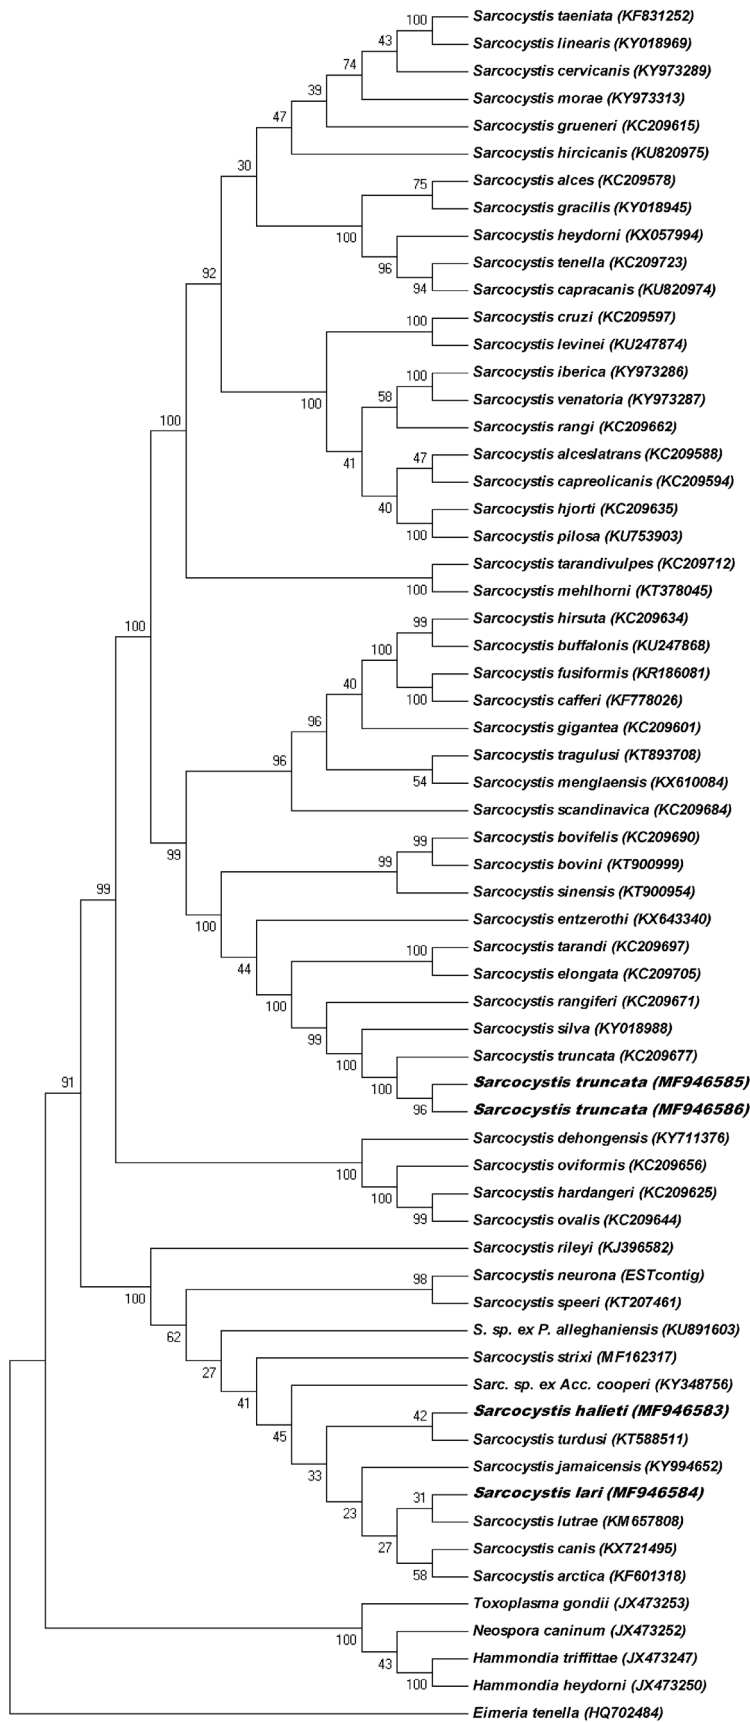 Sarcocystis taeniata (KF831252)
100
Sarcocystis linearis (KY018969)
43
Sarcocystis cervicanis (KY973289)
74
Sarcocystis morae (KY973313)
39
Sarcocystis grueneri (KC209615)
47
Sarcocystis hircicanis (KU820975)
30
Sarcocystis alces (KC209578)
75
Sarcocystis gracilis (KY018945)
100
Sarcocystis heydorni (KX057994)
96
Sarcocystis tenella (KC209723)
92
94
Sarcocystis capracanis (KU820974)
Sarcocystis cruzi (KC209597)
100
Sarcocystis levinei (KU247874)
100
Sarcocystis iberica (KY973286)
100
Sarcocystis venatoria (KY973287)
58
Sarcocystis rangi (KC209662)
100
41
Sarcocystis alceslatrans (KC209588)
47
Sarcocystis capreolicanis (KC209594)
40
Sarcocystis hjorti (KC209635)
100
Sarcocystis pilosa (KU753903)
Sarcocystis tarandivulpes (KC209712)
100
Sarcocystis mehlhorni (KT378045)
100
Sarcocystis hirsuta (KC209634)
99
Sarcocystis buffalonis (KU247868)
100
Sarcocystis fusiformis (KR186081)
40
100
Sarcocystis cafferi (KF778026)
Sarcocystis gigantea (KC209601)
96
Sarcocystis tragulusi (KT893708)
96
54
Sarcocystis menglaensis (KX610084)
Sarcocystis scandinavica (KC209684)
99
Sarcocystis bovifelis (KC209690)
99
Sarcocystis bovini (KT900999)
99
Sarcocystis sinensis (KT900954)
99
100
Sarcocystis entzerothi (KX643340)
44
Sarcocystis tarandi (KC209697)
100
Sarcocystis elongata (KC209705)
100
Sarcocystis rangiferi (KC209671)
99
Sarcocystis silva (KY018988)
100
Sarcocystis truncata (KC209677)
100
Sarcocystis truncata (MF946585)
91
96
Sarcocystis truncata (MF946586)
Sarcocystis dehongensis (KY711376)
100
Sarcocystis oviformis (KC209656)
100
Sarcocystis hardangeri (KC209625)
99
Sarcocystis ovalis (KC209644)
Sarcocystis rileyi (KJ396582)
100
Sarcocystis neurona (ESTcontig)
98
Sarcocystis speeri (KT207461)
62
S. sp. ex P. alleghaniensis (KU891603)
27
Sarcocystis strixi (MF162317)
41
Sarc. sp. ex Acc. cooperi (KY348756)
45
Sarcocystis halieti (MF946583)
42
Sarcocystis turdusi (KT588511)
33
Sarcocystis jamaicensis (KY994652)
23
Sarcocystis lari (MF946584)
31
Sarcocystis lutrae (KM657808)
27
Sarcocystis canis (KX721495)
58
Sarcocystis arctica (KF601318)
Toxoplasma gondii (JX473253)
100
Neospora caninum (JX473252)
43
Hammondia triffittae (JX473247)
100
Hammondia heydorni (JX473250)
Eimeria tenella (HQ702484)